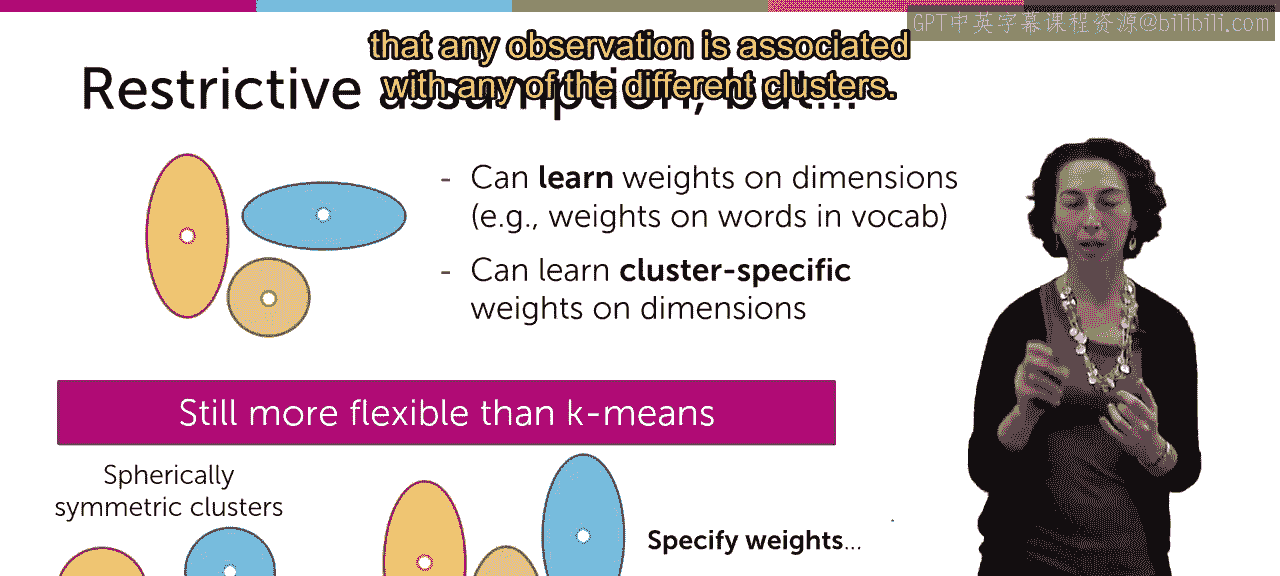 GPT中英字幕课程资源@bilibili.com
that any observation is associated
with any of the different clusters.
Restrictive assumption, but...
- Can learn weights on dimensions
(e.g., weights on words in vocab)
- Can learn cluster-specific
weights on dimensions
Still more flexible than k-means
Spherically
symmetric clusters
Specify weights...